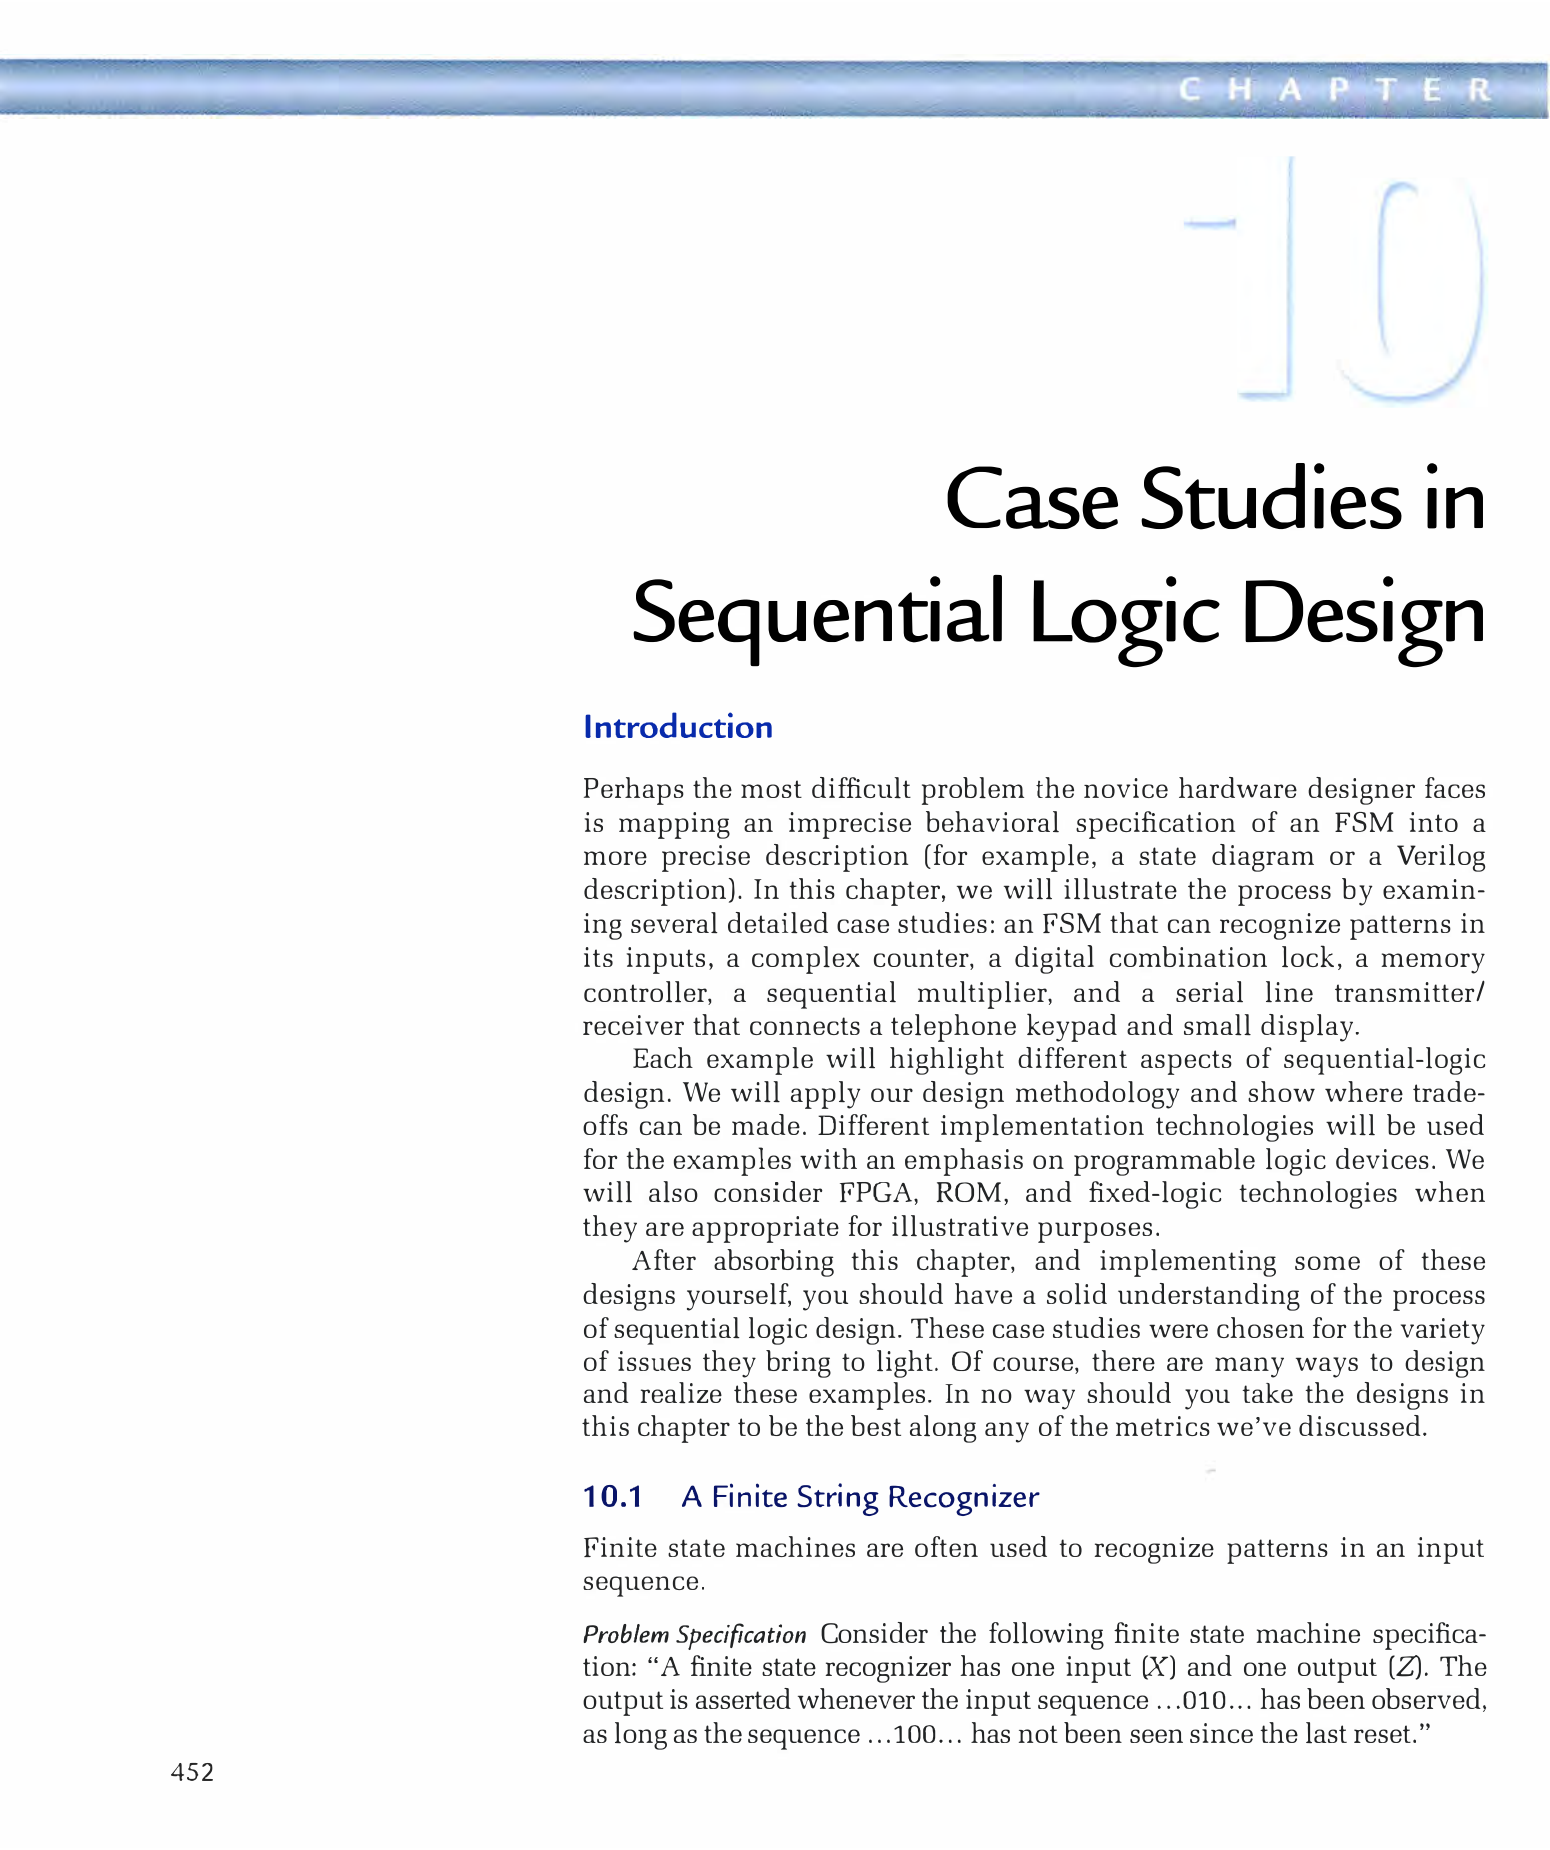 CHAPTER
10
Case Studies in
Sequential Logic Design
Introduction
Perhaps the most difficult problem the novice hardware designer faces
is mapping an imprecise behavioral specification of an FSM into a
more precise description (for example, a state diagram or a Verilog
description). In this chapter, we will illustrate the process by examin-
ing several detailed case studies: an FSM that can recognize patterns in
its inputs, a complex counter, a digital combination lock, a memory
controller, a sequential multiplier, and a serial line transmitter/
receiver that connects a telephone keypad and small display.
Each example will highlight different aspects of sequential-logic
design. We will apply our design methodology and show where trade-
offs can be made. Different implementation technologies will be used
for the examples with an emphasis on programmable logic devices. We
will also consider FPGA, ROM, and fixed-logic technologies when
they are appropriate for illustrative purposes.
After absorbing this chapter, and implementing some of these
designs yourself, you should have a solid understanding of the process
of sequential logic design. These case studies were chosen for the variety
of issues they bring to light. Of course, there are many ways to design
and realize these examples. In no way should you take the designs in
this chapter to be the best along any of the metrics we've discussed.
10.1 A Finite String Recognizer
Finite state machines are often used to recognize patterns in an input
sequence.
Problem Specification Consider the following finite state machine specifica-
tion: “A finite state recognizer has one input (X) and one output (Z). The
output is asserted whenever the input sequence ...010... has been observed,
as long as the sequence ...100... has not been seen since the last reset.”
452